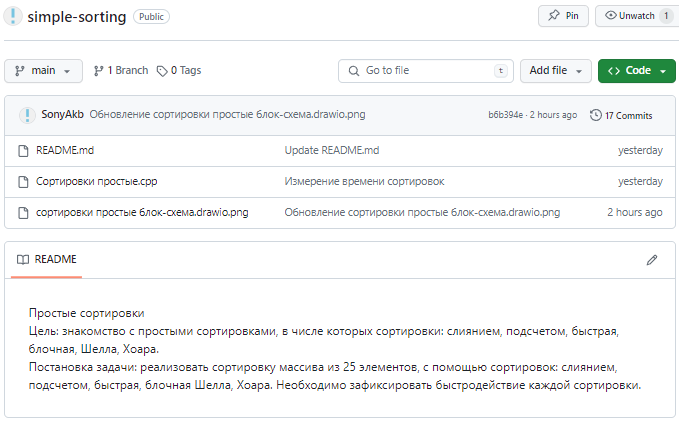 simple-sorting Public Pin Unwatch 1
main 1 Branch 0 Tags Go to file t Add file Code
SonyAkb Обновление сортировки простые блок-схема.drawio.png b6b394e · 2 hours ago 17 Commits
README.md Update README.md yesterday
Сортировки простые.cpp Измерение времени сортировок yesterday
сортировки простые блок-схема.drawio.png Обновление сортировки простые блок-схема.drawio.png 2 hours ago
README
Простые сортировки
Цель: знакомство с простыми сортировками, в числе которых сортировки: слиянием, подсчетом, быстрая,
блочная, Шелла, Хоара.
Постановка задачи: реализовать сортировку массива из 25 элементов, с помощью сортировок: слиянием,
подсчетом, быстрая, блочная Шелла, Хоара. Необходимо зафиксировать быстродействие каждой сортировки.